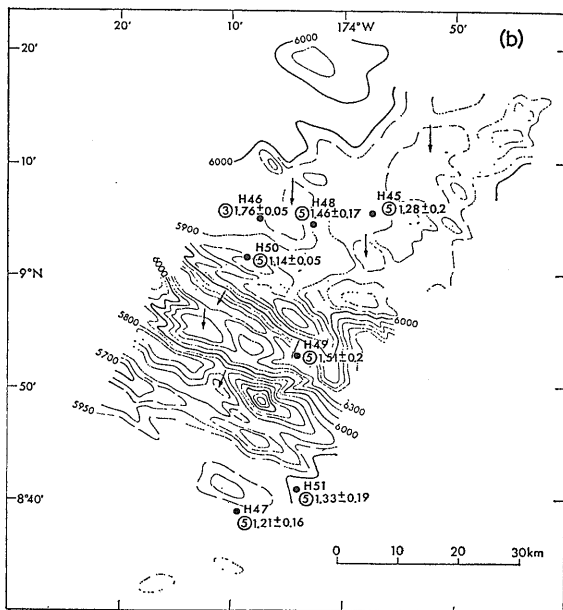 20' 10' 174°W 50'
(b)
20'
6000
10'
6000
H46 H48 H45
③ 1,76±0,05 ⑤ 1,46±0,17 ⑤ 1,28±0,2
5900
H50
⑤ 1,14±0,05
9°N
6000
6000
5800
H49
⑤ 1,51±0,2
5700
50'
6300
5950
6000
8°40'
H51
⑤ 1,33±0,19
H47
⑤ 1,21±0,16
0 10 20 30km